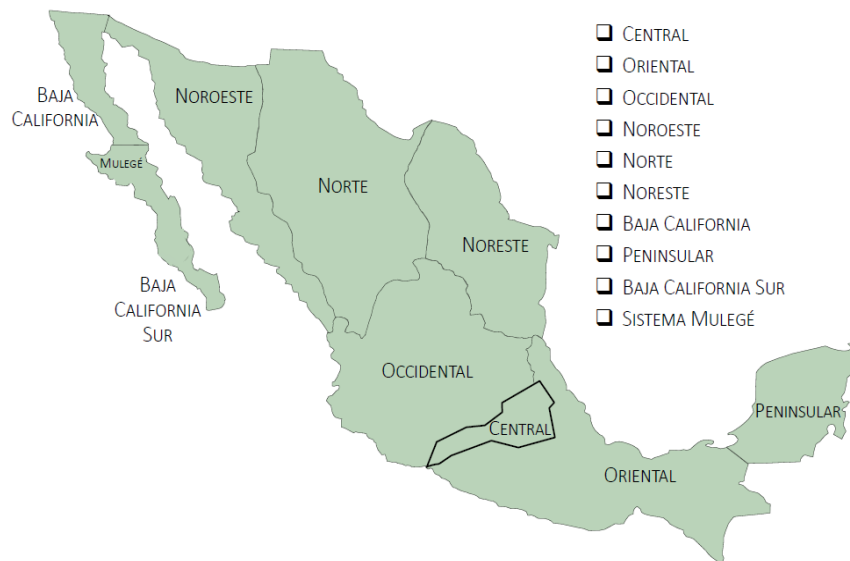 ❑ CENTRAL
❑ ORIENTAL
❑ OCCIDENTAL
❑ NOROESTE
❑ NORTE
❑ NORESTE
❑ BAJA CALIFORNIA
❑ PENINSULAR
❑ BAJA CALIFORNIA SUR
❑ SISTEMA MULEGÉ
BAJA
CALIFORNIA
NOROESTE
MULEGÉ
NORTE
NORESTE
BAJA
CALIFORNIA
SUR
OCCIDENTAL
CENTRAL
PENINSULAR
ORIENTAL